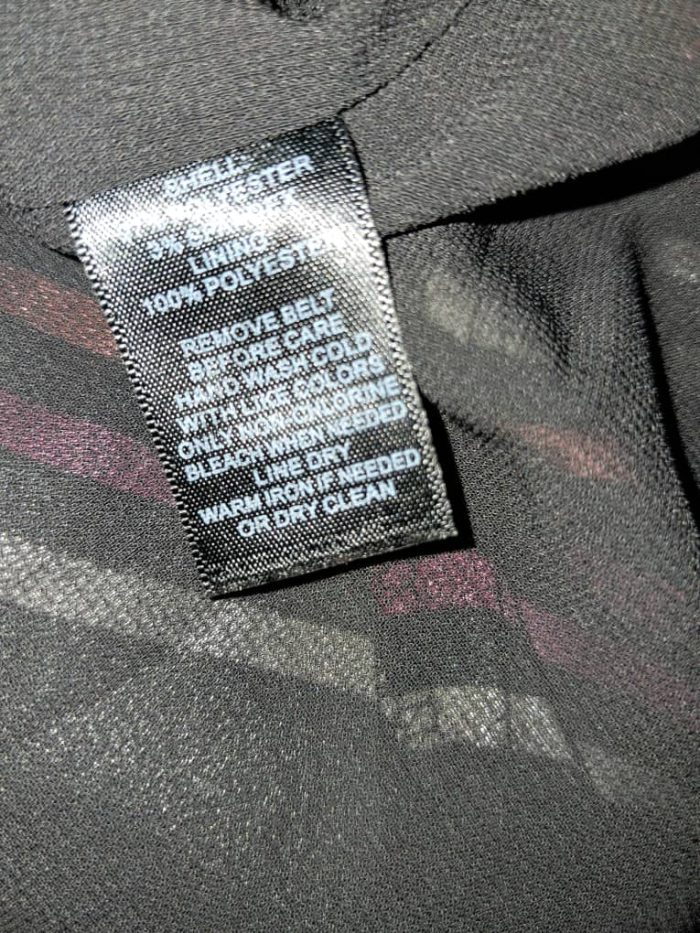 SHELL:
POLYESTER
3%
LINING:
100% POLYESTER
REMOVE BELT
BEFORE CARE
HAND WASH COLD
WITH LIKE COLORS
ONLY NON-CHLORINE
BLEACH WHEN NEEDED
LINE DRY
WARM IRON IF NEEDED
OR DRY CLEAN